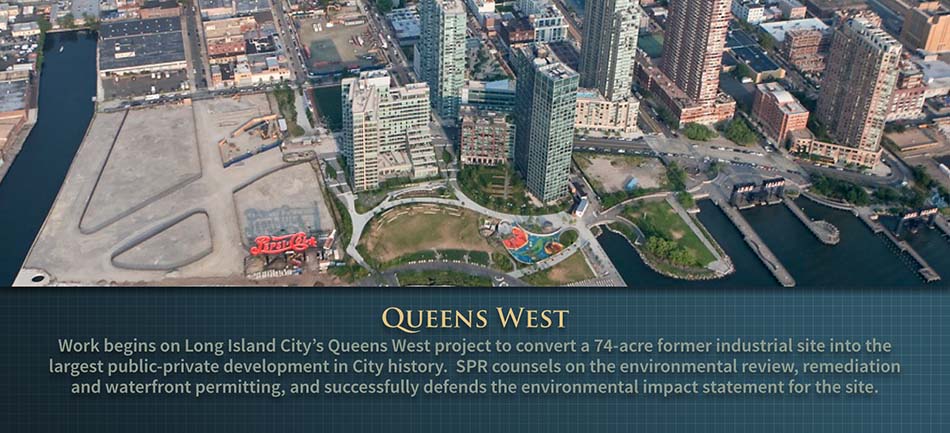 Pepsi-Cola
QUEENS WEST
Work begins on Long Island City's Queens West project to convert a 74-acre former industrial site into the
largest public-private development in City history.  SPR counsels on the environmental review, remediation
and waterfront permitting, and successfully defends the environmental impact statement for the site.